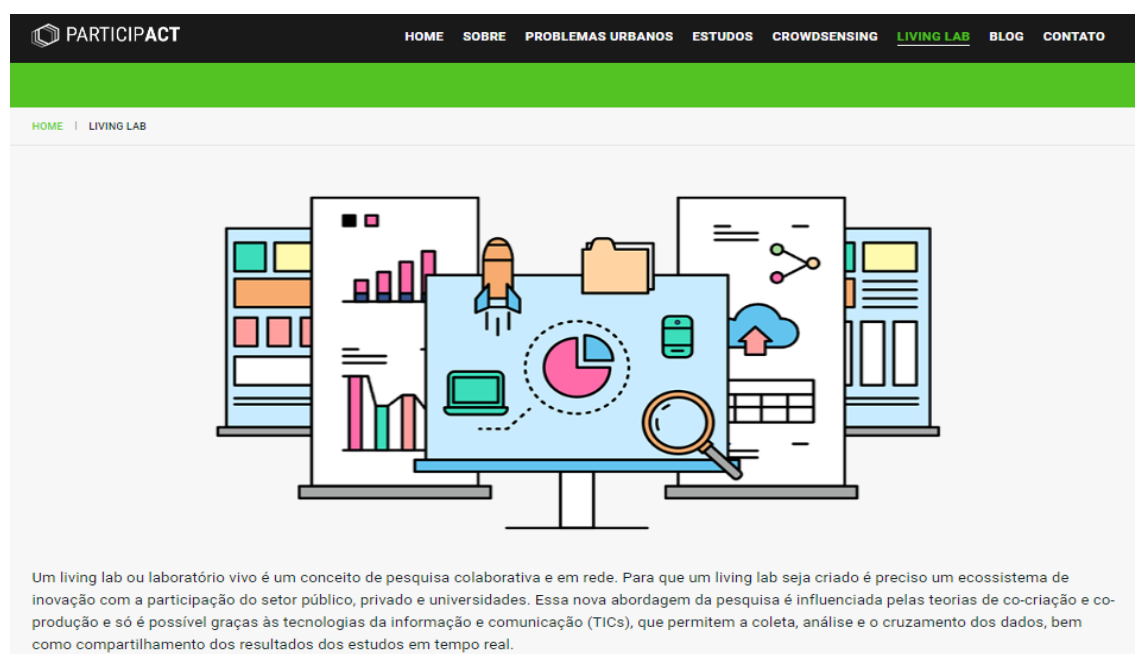 PARTICIPACT
HOME SOBRE PROBLEMAS URBANOS ESTUDOS CROWDSENSING LIVING LAB BLOG CONTATO
HOME | LIVING LAB
Um living lab ou laboratório vivo é um conceito de pesquisa colaborativa e em rede. Para que um living lab seja criado é preciso um ecossistema de
inovação com a participação do setor público, privado e universidades. Essa nova abordagem da pesquisa é influenciada pelas teorias de co-criação e co-
produção e só é possível graças às tecnologias da informação e comunicação (TICs), que permitem a coleta, análise e o cruzamento dos dados, bem
como compartilhamento dos resultados dos estudos em tempo real.